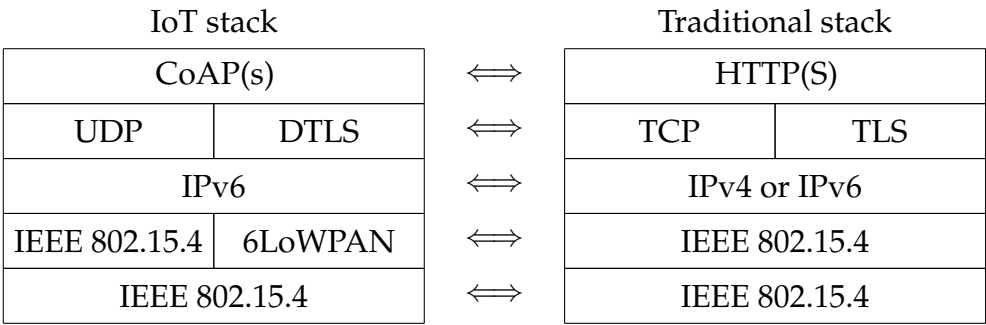 IoT stack Traditional stack
CoAP(s) ⇐⇒ HTTP(S)
UDP DTLS ⇐⇒ TCP TLS
IPv6 ⇐⇒ IPv4 or IPv6
IEEE 802.15.4 6LoWPAN ⇐⇒ IEEE 802.15.4
IEEE 802.15.4 ⇐⇒ IEEE 802.15.4